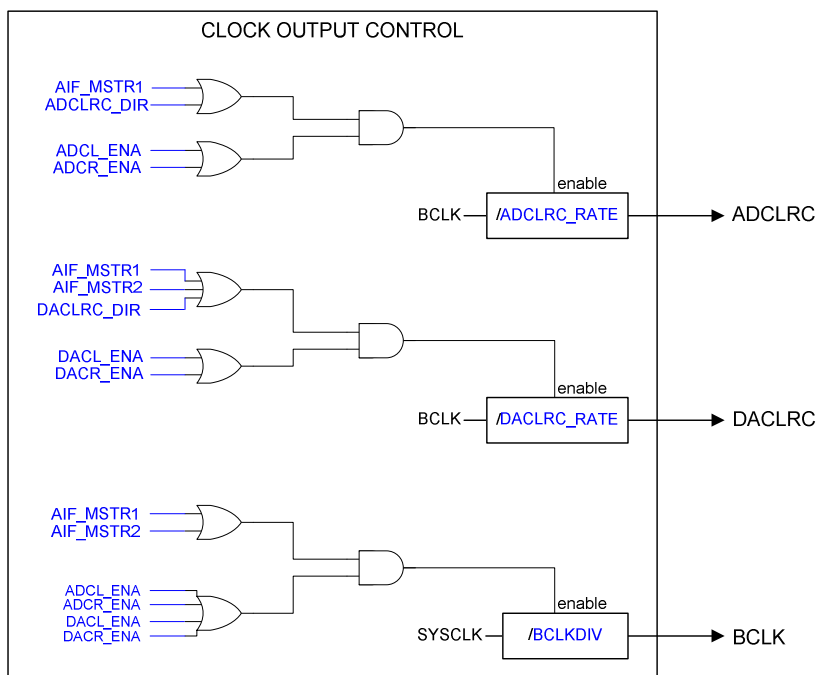 CLOCK OUTPUT CONTROL
AIF_MSTR1
ADCLRC_DIR
ADCL_ENA
ADCR_ENA
enable
BCLK
/ADCLRC_RATE
ADCLRC
AIF_MSTR1
AIF_MSTR2
DACLRC_DIR
DACL_ENA
DACR_ENA
enable
BCLK
/DACLRC_RATE
DACLRC
AIF_MSTR1
AIF_MSTR2
ADCL_ENA
ADCR_ENA
DACL_ENA
DACR_ENA
enable
SYSCLK
/BCLKDIV
BCLK